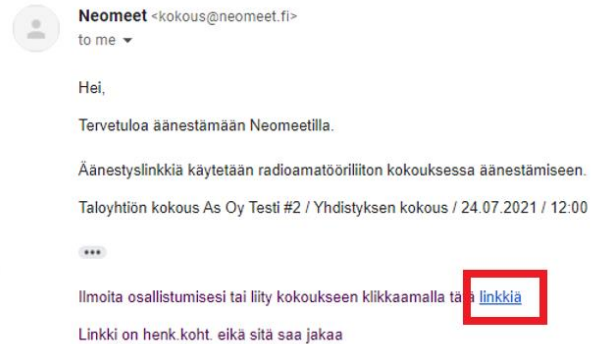 Neomeet <kokous@neomeet.fi>
to me
Hei,
Tervetuloa äänestämään Neomeetilla.
Äänestyslinkkiä käytetään radioamatööriliiton kokouksessa äänestämiseen.
Taloyhtiön kokous As Oy Testi #2 / Yhdistyksen kokous / 24.07.2021 / 12:00
Ilmoita osallistumisesi tai liity kokoukseen klikkaamalla tätä linkkiä
Linkki on henk.koht. eikä sitä saa jakaa